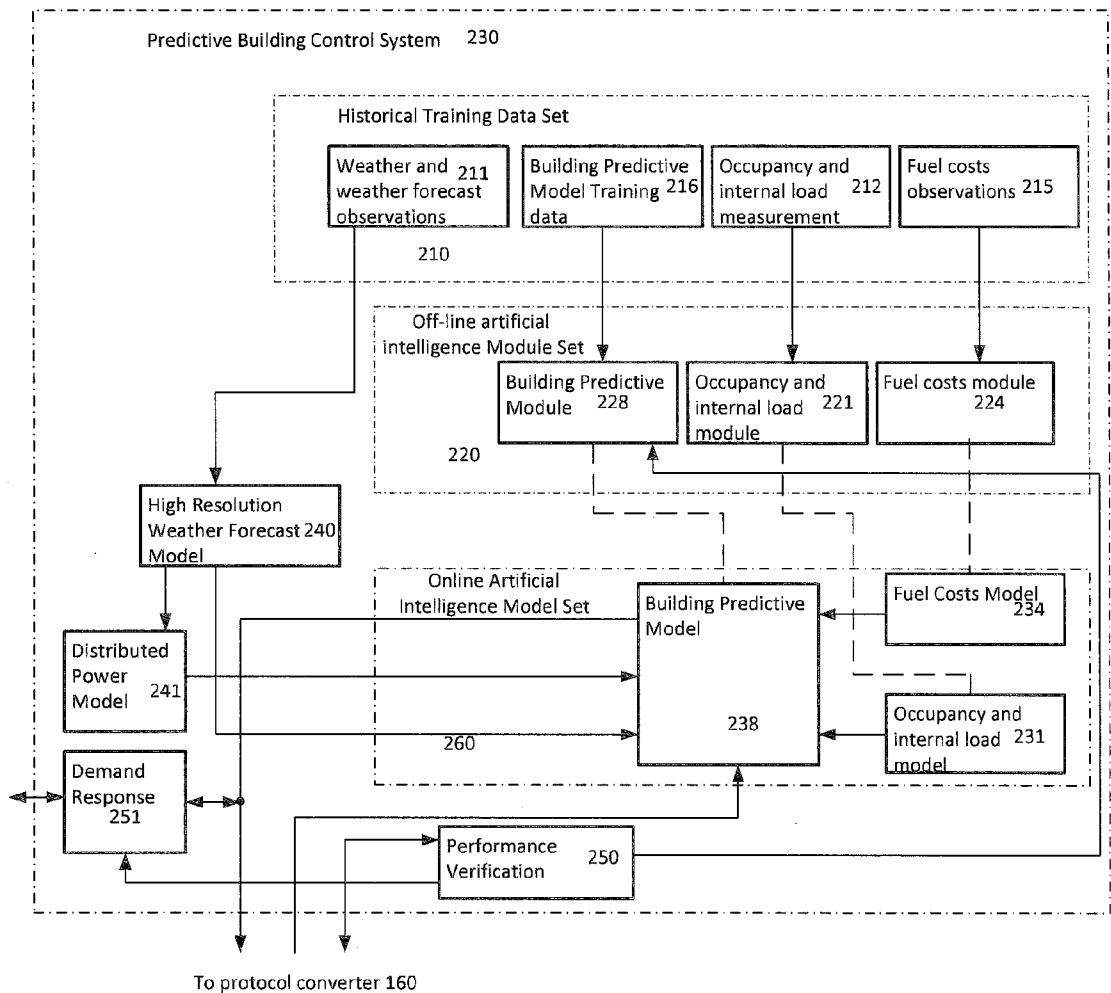 Predictive Building Control System 230
Historical Training Data Set
Weather and
weather forecast
observations
211
Building Predictive
Model Training
data
216
Occupancy and
internal load
measurement
212
Fuel costs
observations
215
210
Off-line artificial
intelligence Module Set
Building Predictive
Module
228
Occupancy and
internal load
module
221
Fuel costs module
224
220
High Resolution
Weather Forecast
Model
240
Online Artificial
Intelligence Model Set
Building Predictive
Model
238
Fuel Costs Model
234
Distributed
Power
Model
241
Occupancy and
internal load
model
231
260
Demand
Response
251
Performance
Verification
250
To protocol converter 160